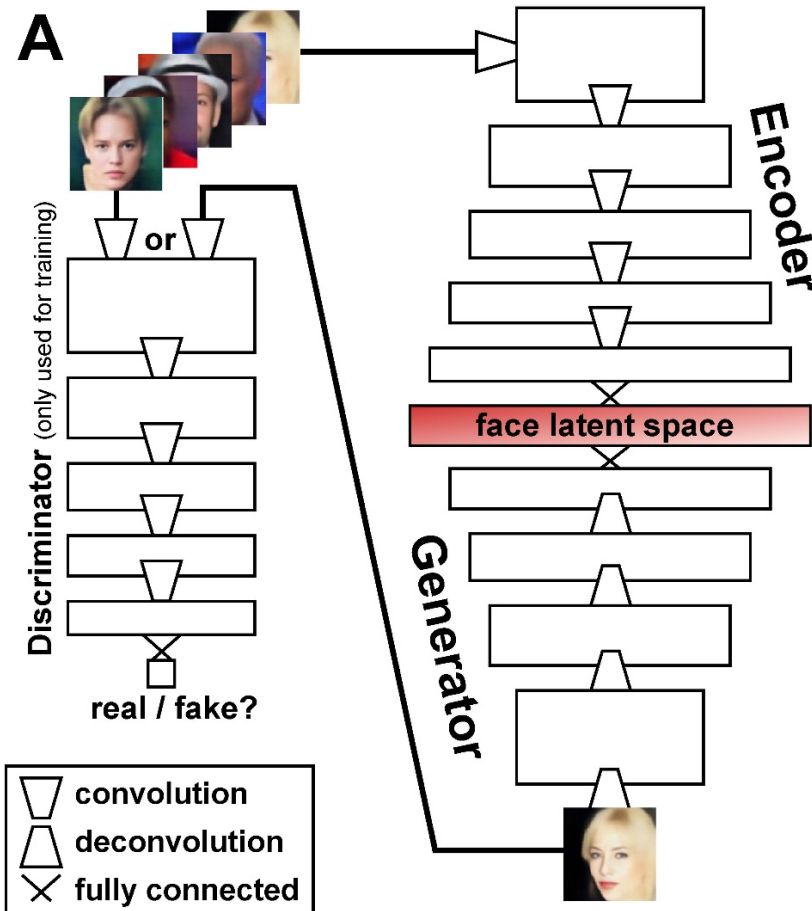 A
Encoder
or
Discriminator (only used for training)
face latent space
Generator
real / fake?
convolution
deconvolution
fully connected